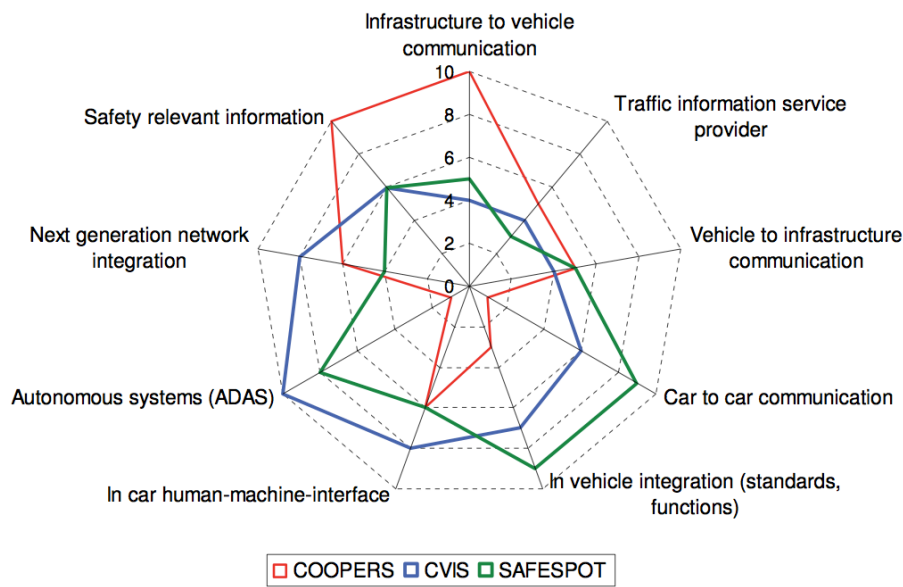 Infrastructure to vehicle
communication
10
Safety relevant information
Traffic information service
provider
8
6
4
Next generation network
integration
Vehicle to infrastructure
communication
2
0
Autonomous systems (ADAS)
Car to car communication
In car human-machine-interface
In vehicle integration (standards,
functions)
COOPERS CVIS SAFESPOT